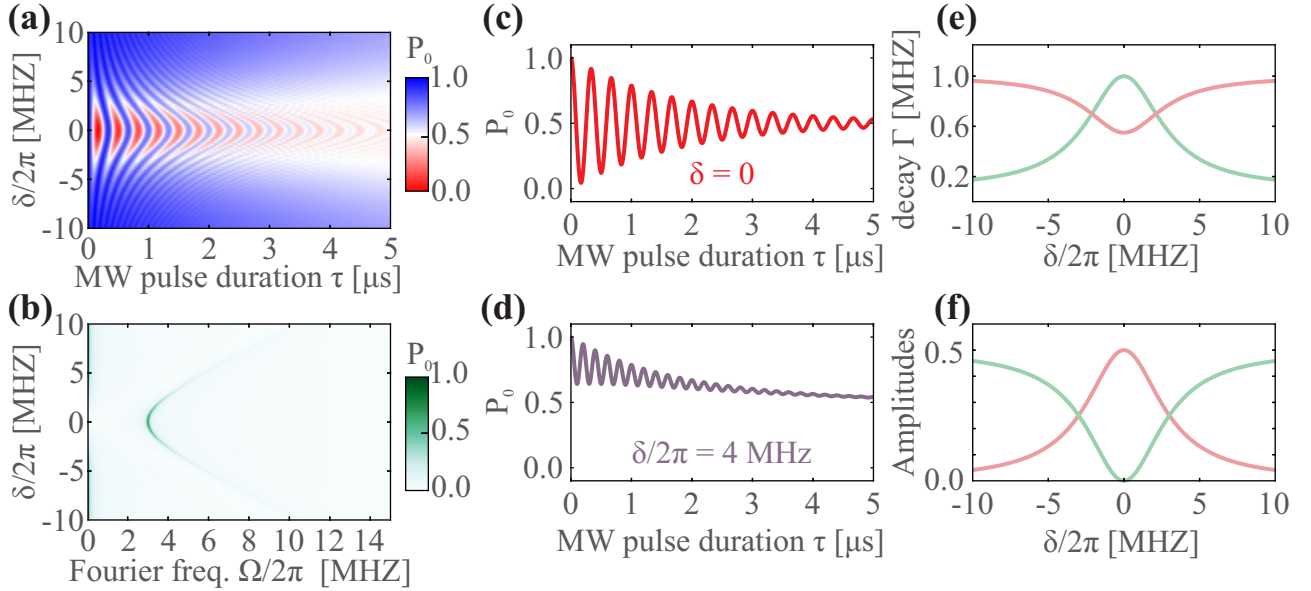 (a)
10
5
0
-5
-10
δ/2π [MHZ]
0 1 2 3 4 5
MW pulse duration τ [μs]
P0
1.0
0.5
0.0
(b)
10
5
0
-5
-10
δ/2π [MHZ]
0 2 4 6 8 10 12 14
Fourier freq. Ω/2π [MHZ]
P0
1.0
0.5
0.0
(c)
1.0
0.5
0.0
P0
δ = 0
0 1 2 3 4 5
MW pulse duration τ [μs]
(d)
1.0
0.5
0.0
P0
δ/2π = 4 MHz
0 1 2 3 4 5
MW pulse duration τ [μs]
(e)
1.0
0.6
0.2
decay Γ [MHZ]
-10 -5 0 5 10
δ/2π [MHZ]
(f)
0.5
0.0
Amplitudes
-10 -5 0 5 10
δ/2π [MHZ]